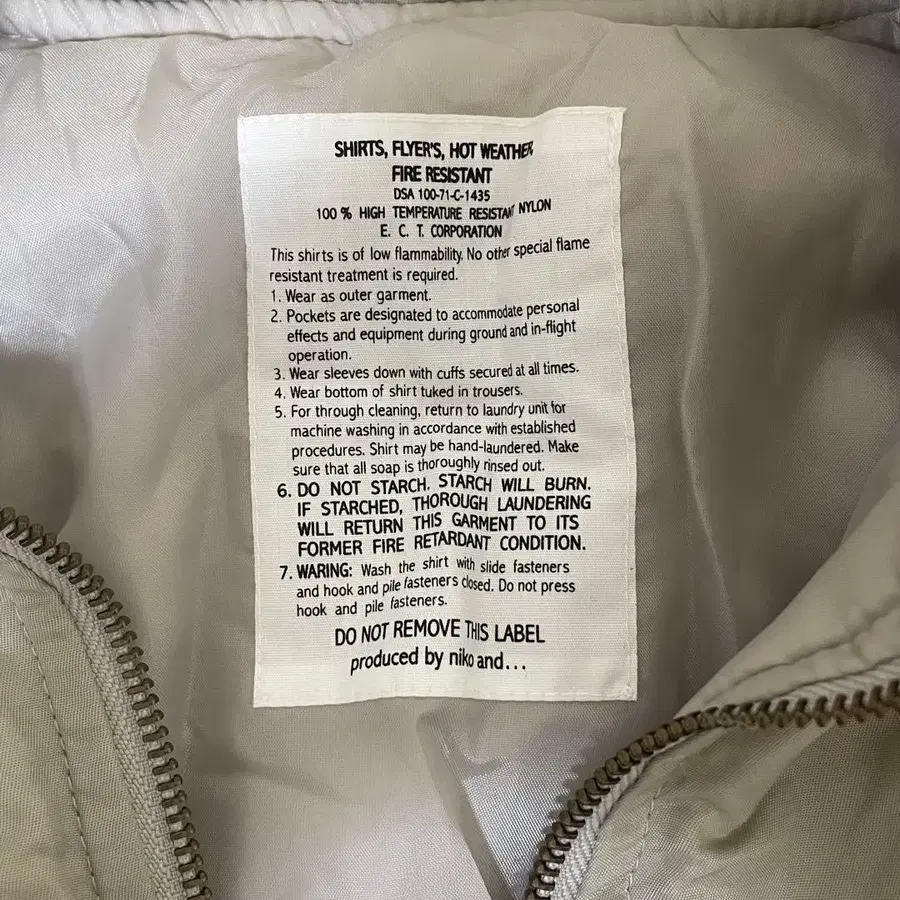 SHIRTS, FLYER'S, HOT WEATHER
FIRE RESISTANT
DSA 100-71-C-1435
100 % HIGH TEMPERATURE RESISTANT NYLON
E. C. T. CORPORATION
This shirts is of low flammability. No other special flame
resistant treatment is required.
1. Wear as outer garment.
2. Pockets are designated to accommodate personal
effects and equipment during ground and in-flight
operation.
3. Wear sleeves down with cuffs secured at all times.
4. Wear bottom of shirt tuked in trousers.
5. For through cleaning, return to laundry unit for
machine washing in accordance with established
procedures. Shirt may be hand-laundered. Make
sure that all soap is thoroughly rinsed out.
6. DO NOT STARCH. STARCH WILL BURN.
IF STARCHED, THOROUGH LAUNDERING
WILL RETURN THIS GARMENT TO ITS
FORMER FIRE RETARDANT CONDITION.
7. WARING: Wash the shirt with slide fasteners
and hook and pile fasteners closed. Do not press
hook and pile fasteners.
DO NOT REMOVE THIS LABEL
produced by niko and...